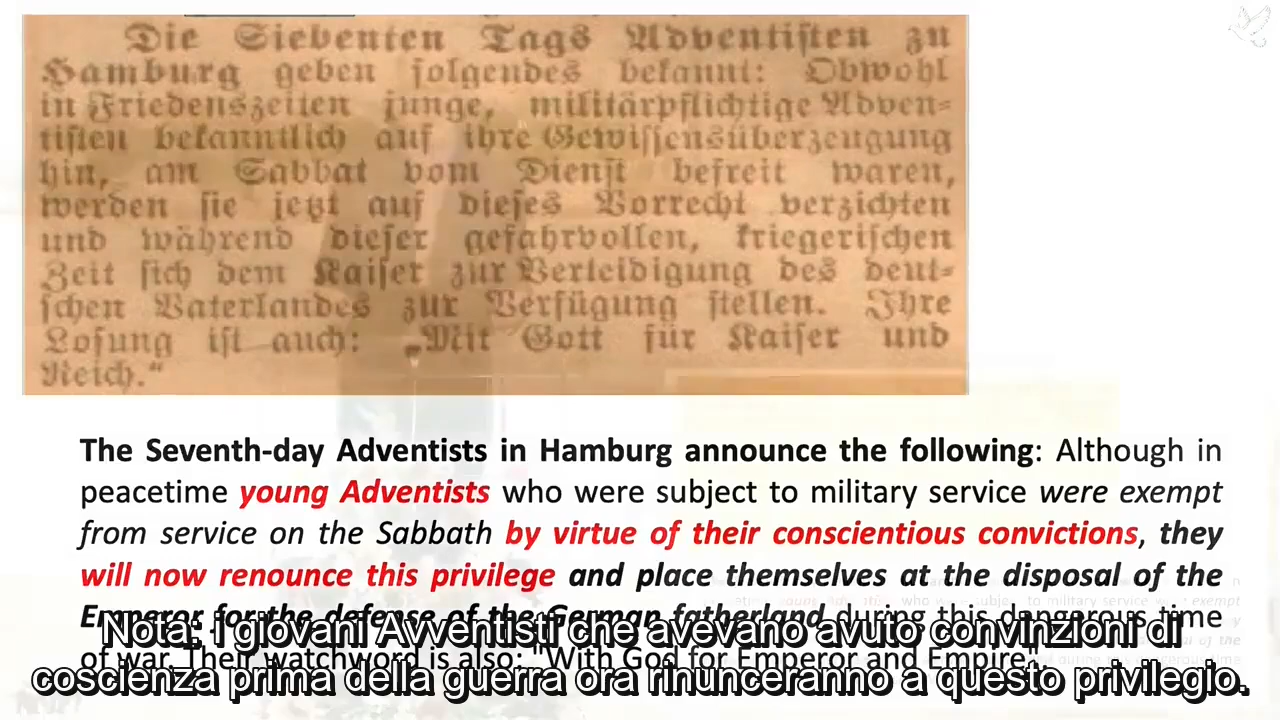 Die Siebenten Tags Adventisten zu
Hamburg geben folgendes bekannt: Obwohl
in Friedenszeiten junge, militärpflichtige Adven-
tisten bekanntlich auf ihre Gewissensüberzeugung
hin, am Sabbat vom Dienst befreit waren,
werden sie jetzt auf dieses Vorrecht verzichten
und während dieser gefahrvollen, kriegerischen
Zeit sich dem Kaiser zur Verteidigung des deut-
schen Vaterlandes zur Verfügung stellen. Ihre
Losung ist auch: „Mit Gott für Kaiser und
Reich.“
The Seventh-day Adventists in Hamburg announce the following: Although in
peacetime young Adventists who were subject to military service were exempt
from service on the Sabbath by virtue of their conscientious convictions, they
will now renounce this privilege and place themselves at the disposal of the
Emperor for the defense of the German fatherland during this dangerous time
of war. Their watchword is also: "With God for Emperor and Empire"
Nota: i giovani Avventisti che avevano avuto convinzioni di
coscienza prima della guerra ora rinunceranno a questo privilegio.